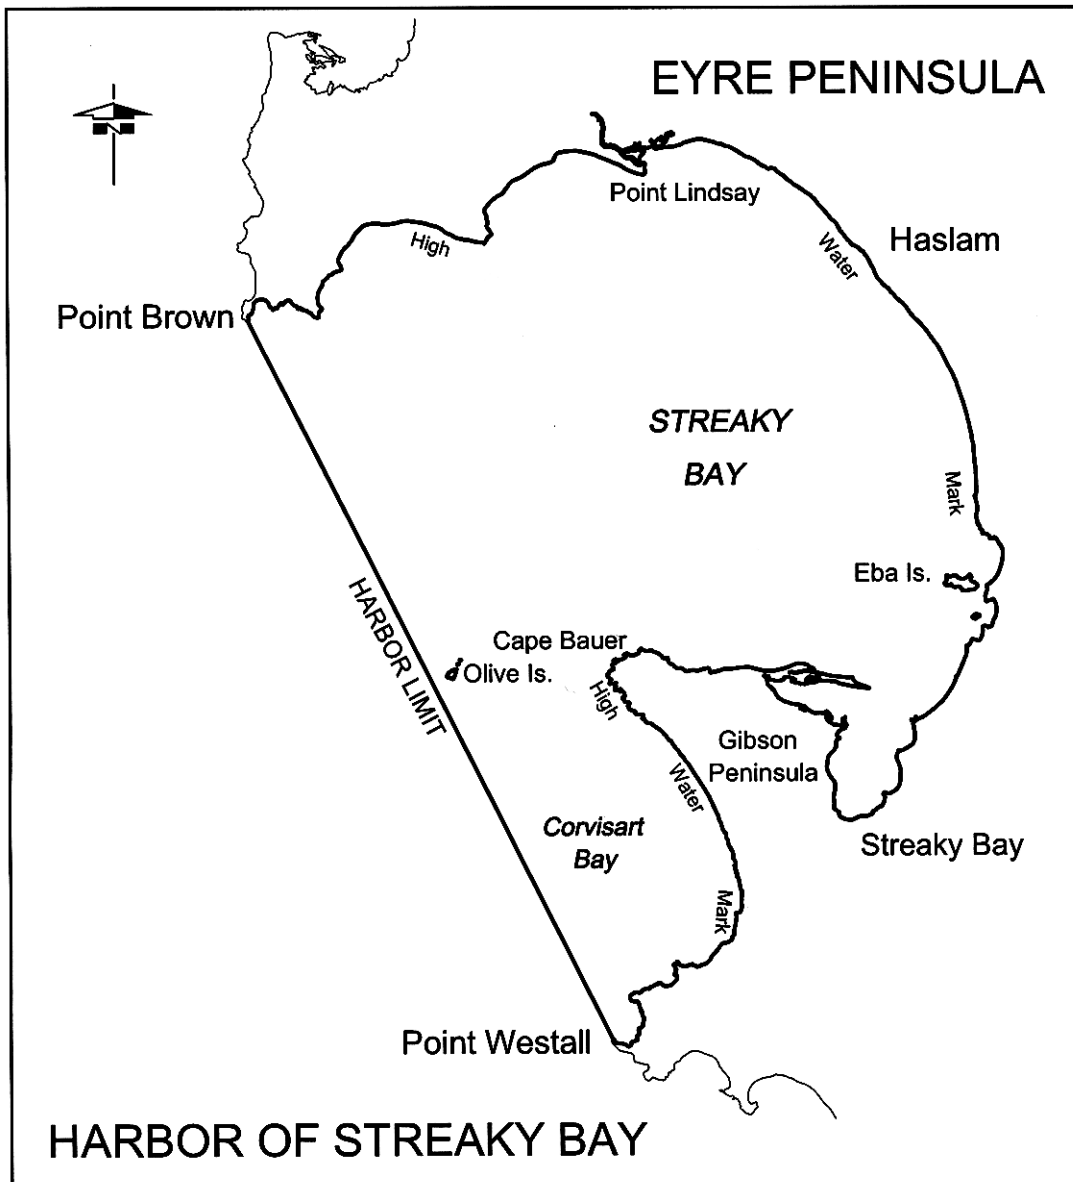 EYRE PENINSULA
N
Point Lindsay
High
Water
Haslam
Point Brown
STREAKY
BAY
Mark
Eba Is.
HARBOR LIMIT
Cape Bauer
Olive Is.
High
Gibson
Peninsula
Water
Corvisart
Bay
Streaky Bay
Mark
Point Westall
HARBOR OF STREAKY BAY